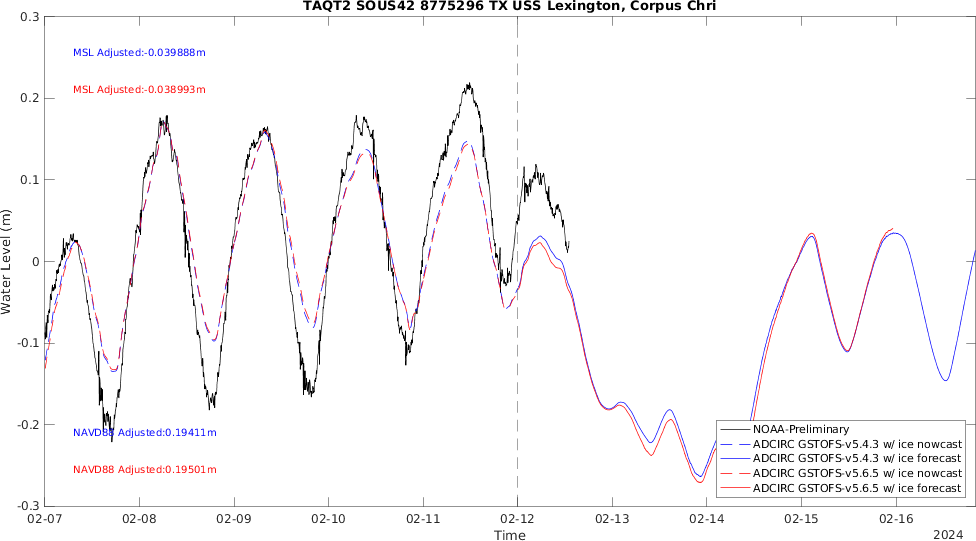 TAQT2 SOUS42 8775296 TX USS Lexington, Corpus Chri
0.3
MSL Adjusted:-0.039888m
MSL Adjusted:-0.038993m
0.2
0.1
0
-0.1
-0.2
-0.3
Water Level (m)
NAVD88 Adjusted:0.19411m
NAVD88 Adjusted:0.19501m
NOAA-Preliminary
ADCIRC GSTOFS-v5.4.3 w/ ice nowcast
ADCIRC GSTOFS-v5.4.3 w/ ice forecast
ADCIRC GSTOFS-v5.6.5 w/ ice nowcast
ADCIRC GSTOFS-v5.6.5 w/ ice forecast
02-07 02-08 02-09 02-10 02-11 02-12 02-13 02-14 02-15 02-16
Time
2024